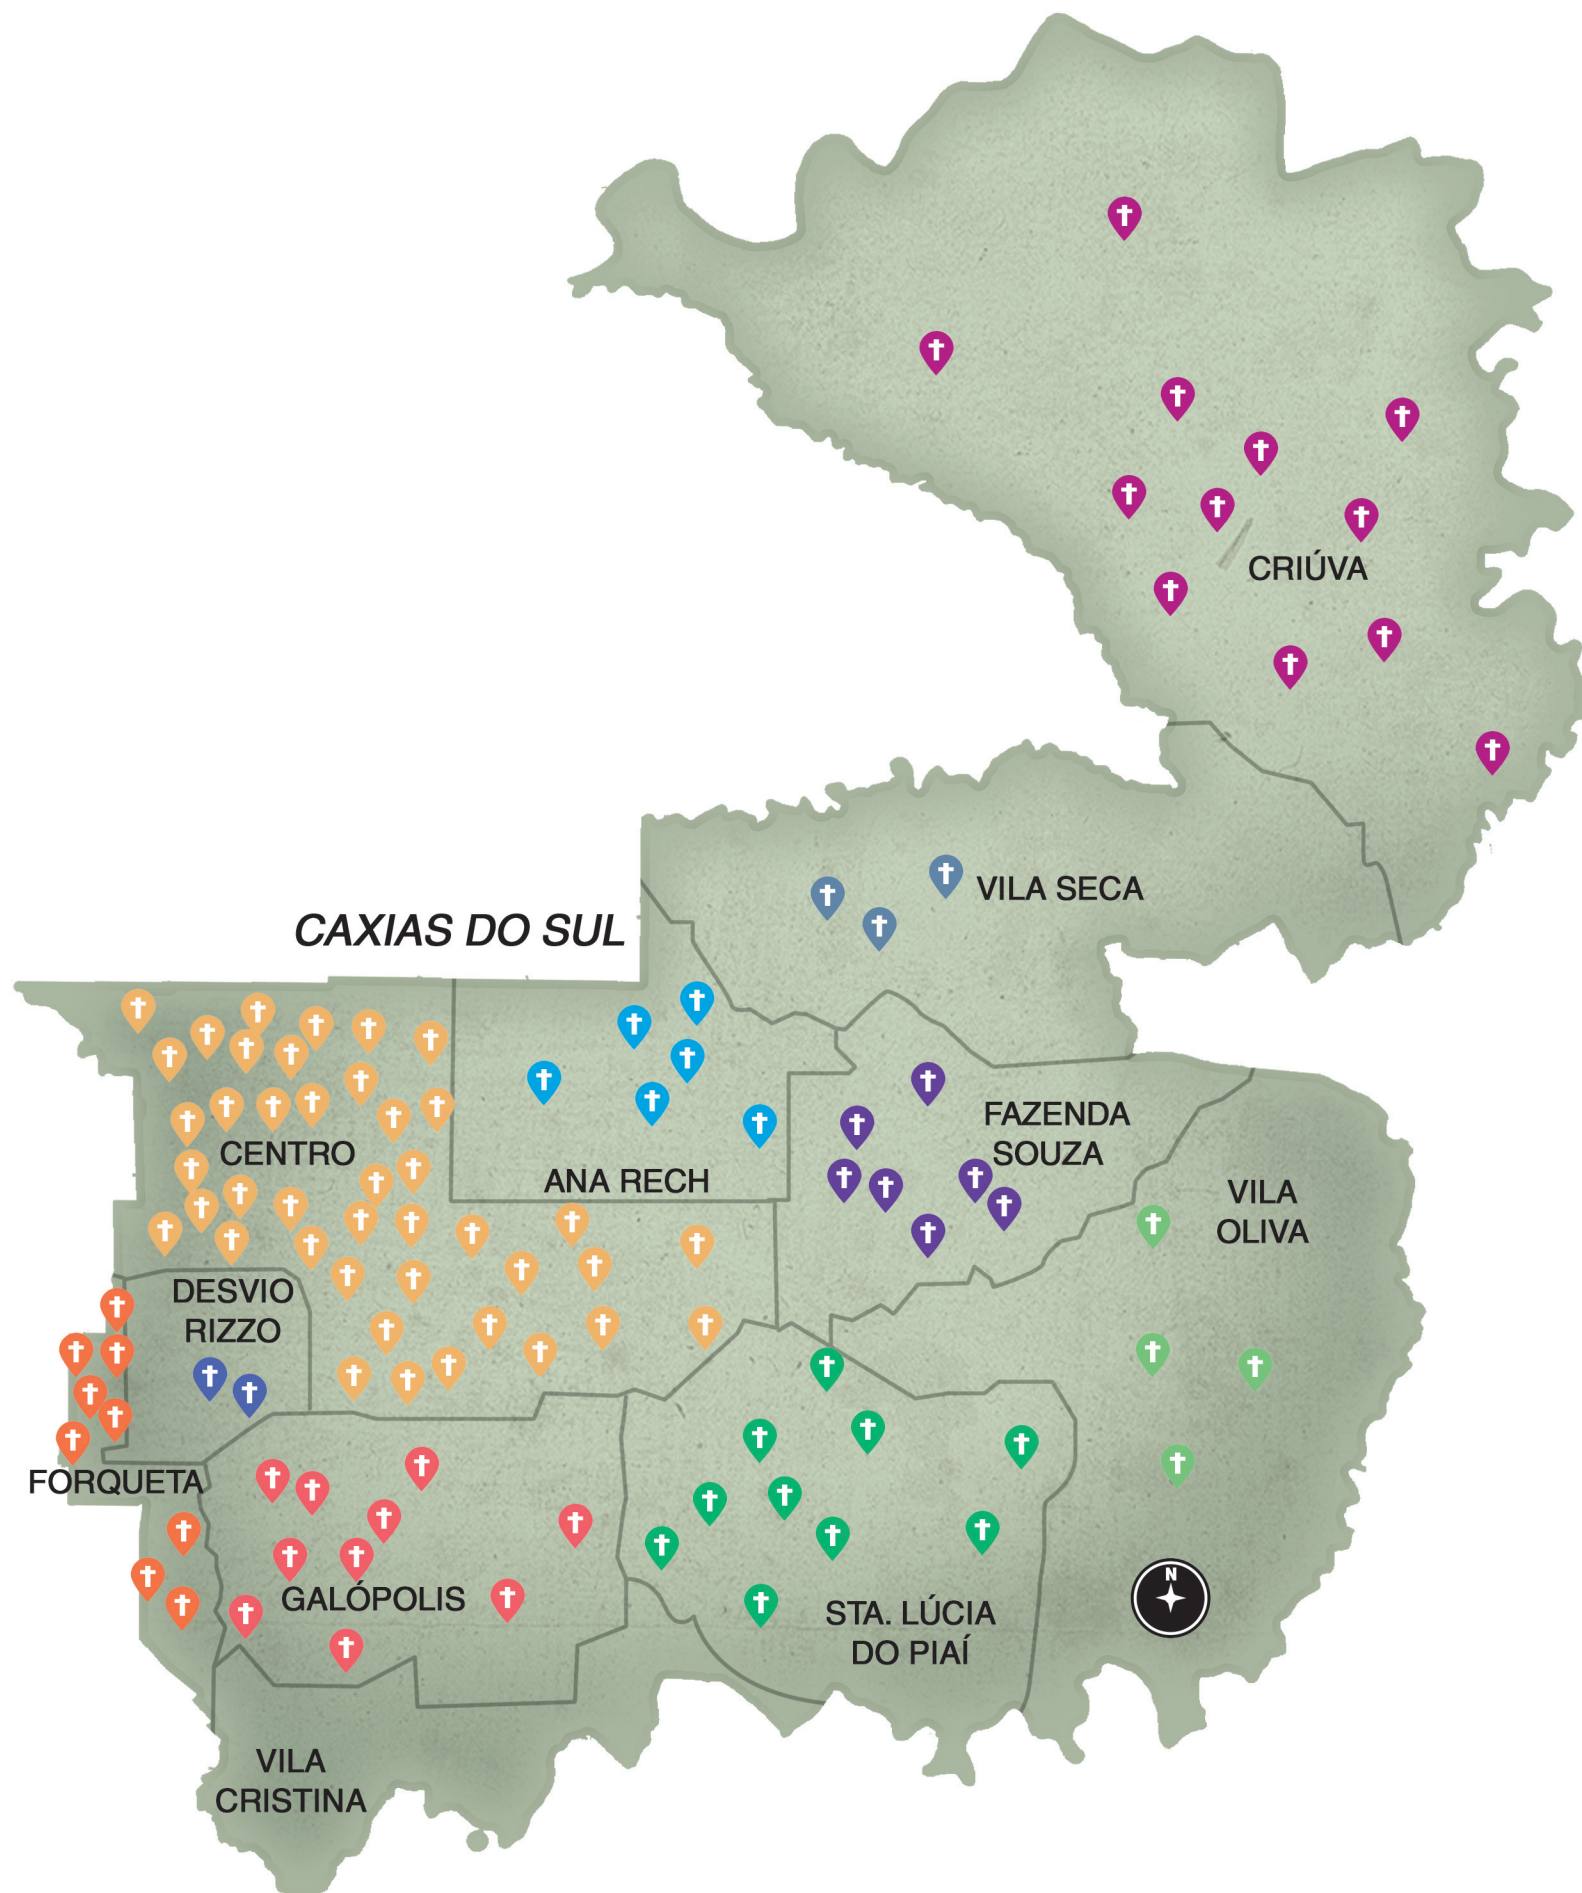 CRIÚVA
VILA SECA
CAXIAS DO SUL
FAZENDA
SOUZA
CENTRO
ANA RECH
VILA
OLIVA
DESVIO
RIZZO
FORQUETA
N
GALÓPOLIS
STA. LÚCIA
DO PIAÍ
VILA
CRISTINA